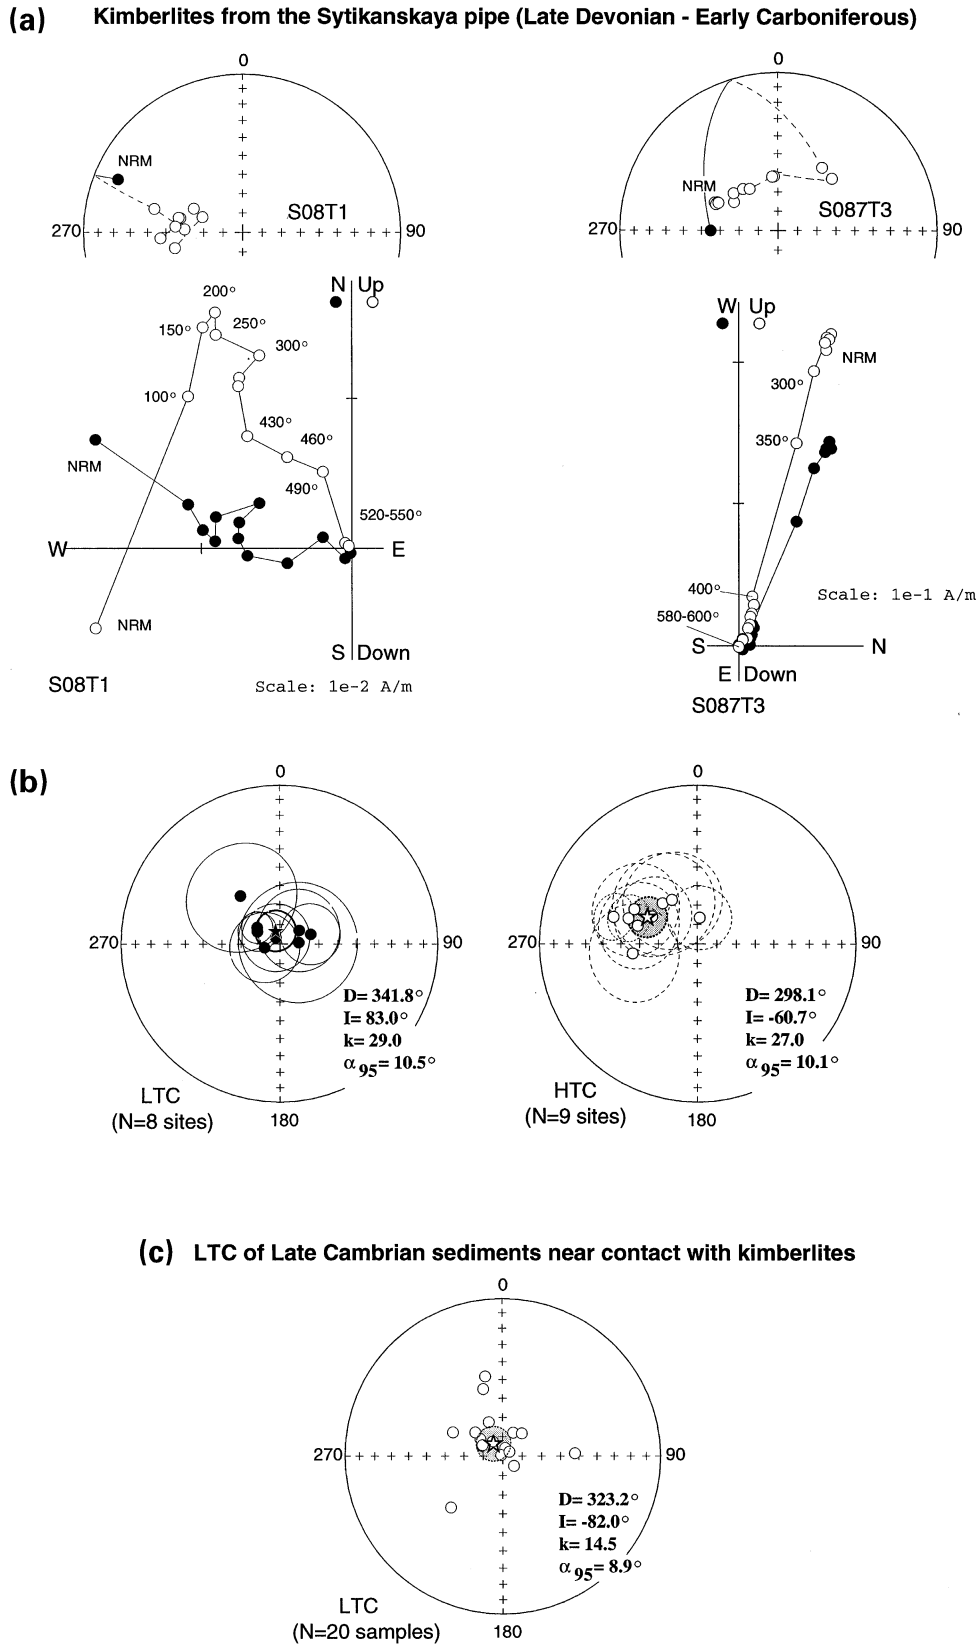 (a) Kimberlites from the Sytikanskaya pipe (Late Devonian - Early Carboniferous)
0
NRM
S08T1
270
90
0
NRM
S087T3
270
90
N Up
200°
150°
250°
300°
100°
430°
460°
NRM
490°
520-550°
W
E
NRM
S Down
S08T1
Scale: 1e-2 A/m
W Up
NRM
300°
350°
400°
Scale: 1e-1 A/m
580-600°
S
N
E Down
S087T3
(b)
0
270
90
D= 341.8°
I= 83.0°
k= 29.0
α95= 10.5°
LTC
(N=8 sites)
180
0
270
90
D= 298.1°
I= -60.7°
k= 27.0
α95= 10.1°
HTC
(N=9 sites)
180
(c) LTC of Late Cambrian sediments near contact with kimberlites
0
270
90
D= 323.2°
I= -82.0°
k= 14.5
α95= 8.9°
LTC
(N=20 samples)
180